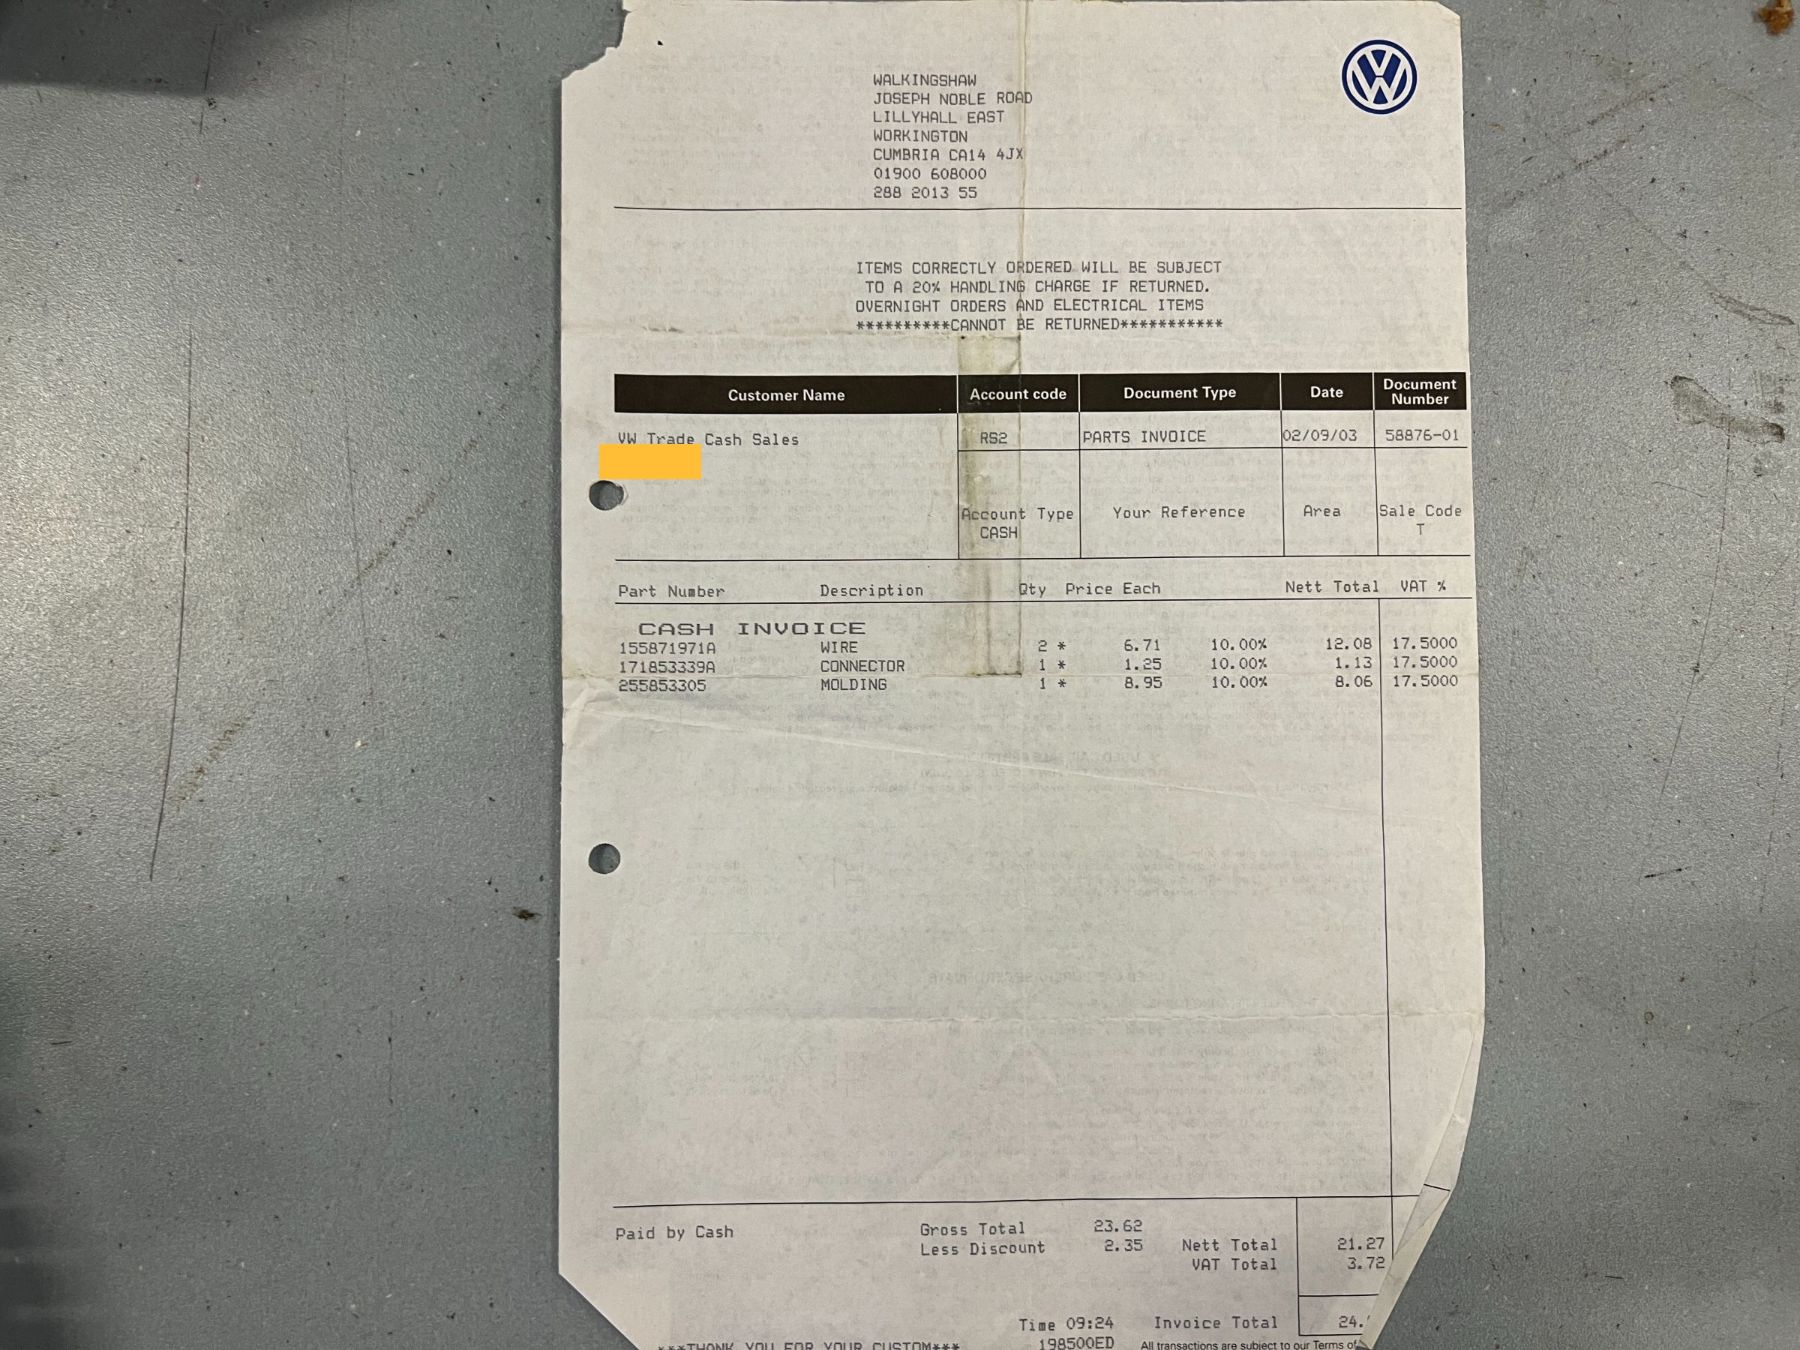 WALKINGSHAW
JOSEPH NOBLE ROAD
LILLYHALL EAST
WORKINGTON
CUMBRIA CA14 4JX
01900 608000
288 2013 55
ITEMS CORRECTLY ORDERED WILL BE SUBJECT
TO A 20% HANDLING CHARGE IF RETURNED.
OVERNIGHT ORDERS AND ELECTRICAL ITEMS
**********CANNOT BE RETURNED***********
Customer Name Account code Document Type Date Document Number
VW Trade Cash Sales RS2 PARTS INVOICE 02/09/03 58876-01
Account Type Your Reference Area Sale Code
CASH T
Part Number Description Qty Price Each Nett Total VAT %
CASH INVOICE
155871971A WIRE 2 * 6.71 10.00% 12.08 17.5000
171853339A CONNECTOR 1 * 1.25 10.00% 1.13 17.5000
255853305 MOLDING 1 * 8.95 10.00% 8.06 17.5000
Paid by Cash Gross Total 23.62
Less Discount 2.35 Nett Total 21.27
VAT Total 3.72
Time 09:24 Invoice Total 24.
***THANK YOU FOR YOUR CUSTOM*** 198500ED All transactions are subject to our Terms of